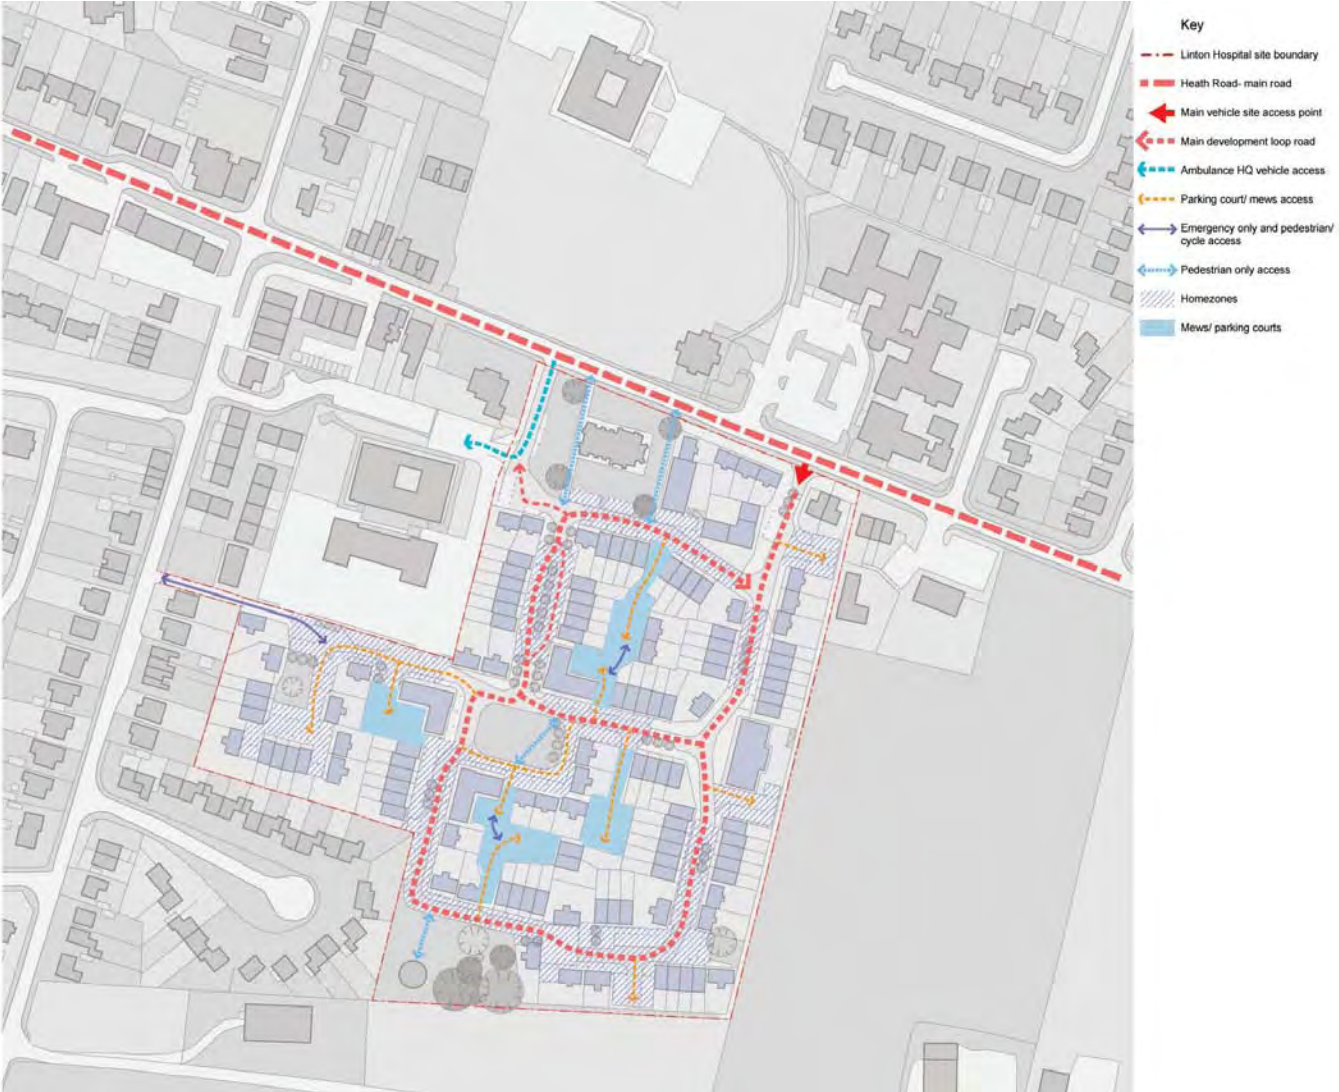 Key
Linton Hospital site boundary
Heath Road- main road
Main vehicle site access point
Main development loop road
Ambulance HQ vehicle access
Parking court/ mews access
Emergency only and pedestrian/
cycle access
Pedestrian only access
Homezones
Mews/ parking courts